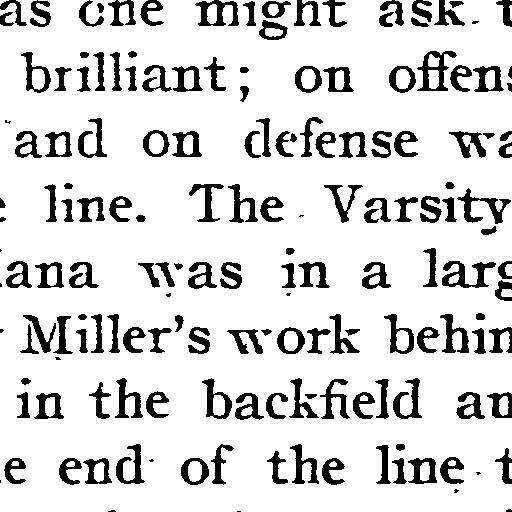 as one might ask
brilliant; on offens
and on defense wa
line. The Varsity
ana was in a larg
Miller's work behin
in the backfield an
e end of the line t